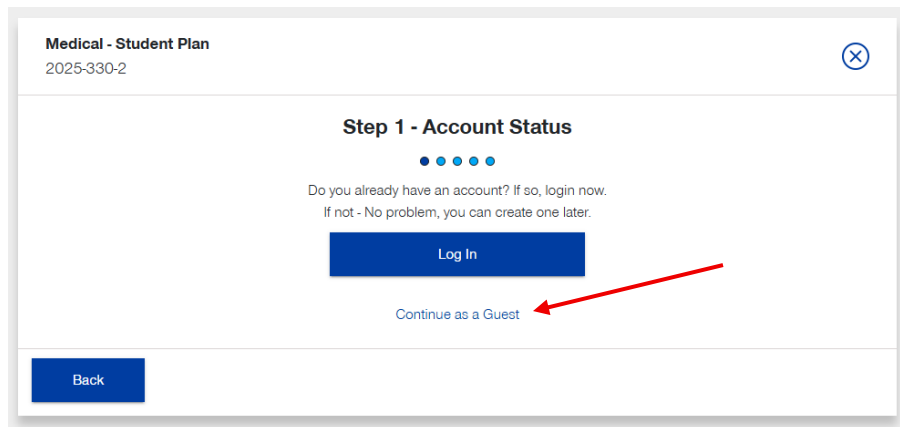 Medical - Student Plan
2025-330-2
Step 1 - Account Status
Do you already have an account? If so, login now.
If not - No problem, you can create one later.
Log In
Continue as a Guest
Back